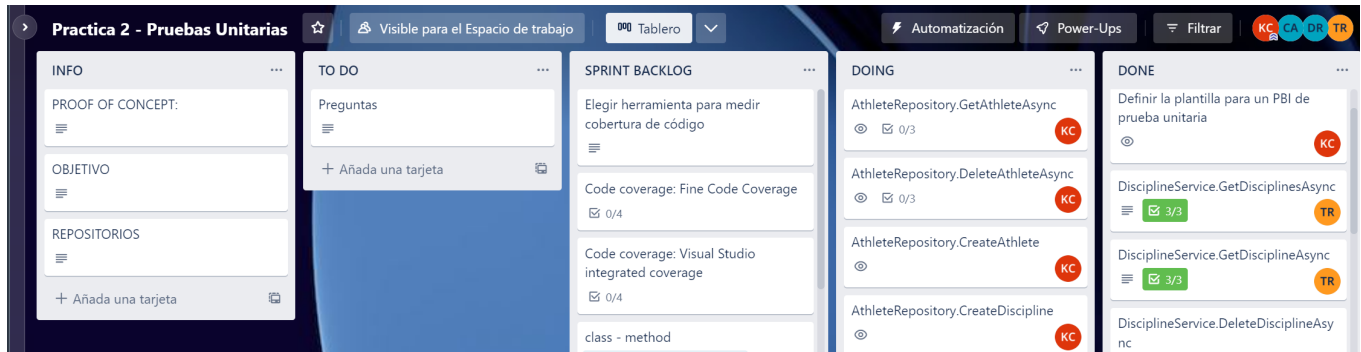 Practica 2 - Pruebas Unitarias
Visible para el Espacio de trabajo
Tablero
Automatización
Power-Ups
Filtrar
KC
CA
DR
TR
INFO
PROOF OF CONCEPT:
OBJETIVO
REPOSITORIOS
+ Añada una tarjeta
TO DO
Preguntas
+ Añada una tarjeta
SPRINT BACKLOG
Elegir herramienta para medir
cobertura de código
Code coverage: Fine Code Coverage
0/4
Code coverage: Visual Studio
integrated coverage
0/4
class - method
DOING
AthleteRepository.GetAthleteAsync
0/3
KC
AthleteRepository.DeleteAthleteAsync
0/3
KC
AthleteRepository.CreateAthlete
KC
AthleteRepository.CreateDiscipline
KC
DONE
Definir la plantilla para un PBI de
prueba unitaria
KC
DisciplineService.GetDisciplinesAsync
3/3
TR
DisciplineService.GetDisciplineAsync
3/3
TR
DisciplineService.DeleteDisciplineAsy
nc